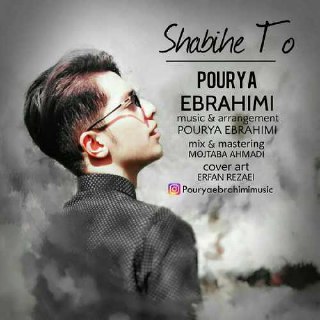 Shabihe To
POURYA
EBRAHIMI
music & arrangement
POURYA EBRAHIMI
mix & mastering
MOJTABA AHMADI
cover art
ERFAN REZAEI
Pouryaebrahimimusic